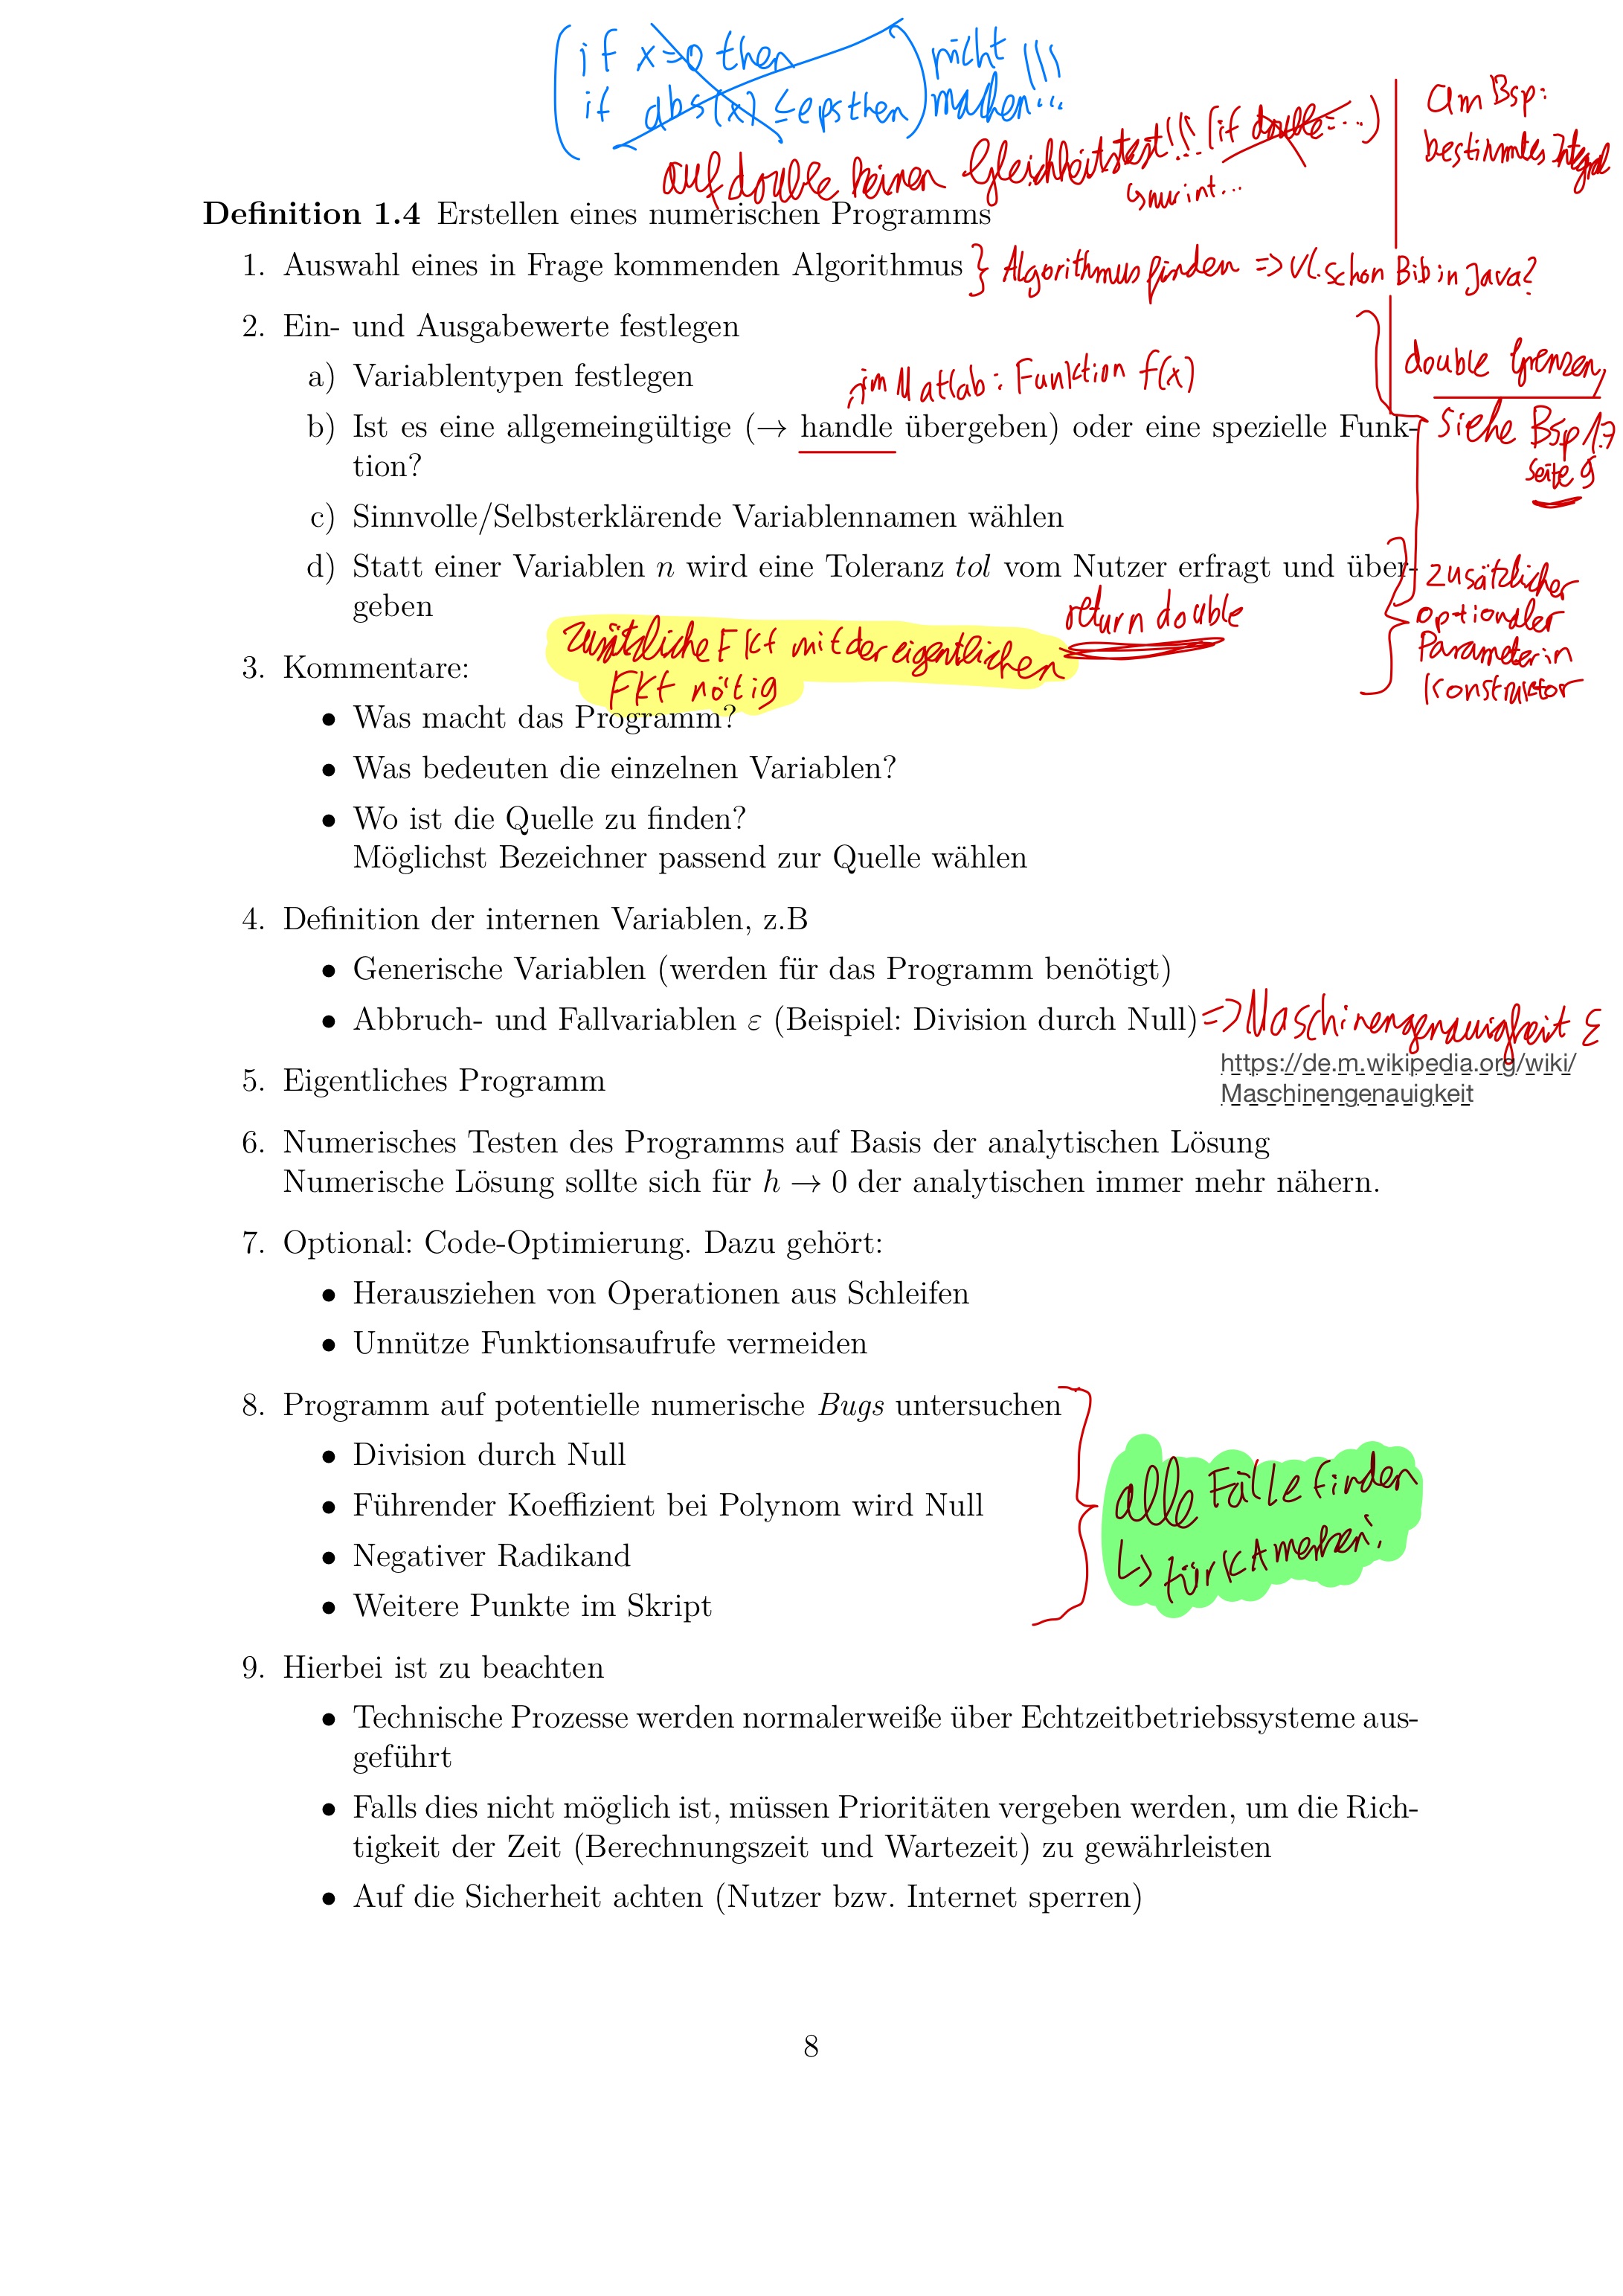 if x=0 then
if abs(x) ≤ eps then
nicht !!!
machen...
auf double keinen Gleichheitstest!!! (if double = ...)
↳ nur int...
am Bsp:
bestimmtes Integral
Definition 1.4 Erstellen eines numerischen Programms
1. Auswahl eines in Frage kommenden Algorithmus } Algorithmus finden => vl. schon Bib in Java?
2. Ein- und Ausgabewerte festlegen
double Grenzen,
a) Variablentypen festlegen
im Matlab: Funktion f(x)
b) Ist es eine allgemeingültige (→ handle übergeben) oder eine spezielle Funk-
tion?
siehe Bsp 1.7
Seite 9
c) Sinnvolle/Selbsterklärende Variablennamen wählen
d) Statt einer Variablen n wird eine Toleranz tol vom Nutzer erfragt und über-
geben
zusätzlicher
optionaler
Parameter in
Konstruktor
return double
zusätzliche Fkt mit der eigentlichen
Fkt nötig
3. Kommentare:
• Was macht das Programm?
• Was bedeuten die einzelnen Variablen?
• Wo ist die Quelle zu finden?
Möglichst Bezeichner passend zur Quelle wählen
4. Definition der internen Variablen, z.B
• Generische Variablen (werden für das Programm benötigt)
• Abbruch- und Fallvariablen ε (Beispiel: Division durch Null) => Maschinengenauigkeit ε
https://de.m.wikipedia.org/wiki/
Maschinengenauigkeit
5. Eigentliches Programm
6. Numerisches Testen des Programms auf Basis der analytischen Lösung
Numerische Lösung sollte sich für h → 0 der analytischen immer mehr nähern.
7. Optional: Code-Optimierung. Dazu gehört:
• Herausziehen von Operationen aus Schleifen
• Unnütze Funktionsaufrufe vermeiden
8. Programm auf potentielle numerische Bugs untersuchen
• Division durch Null
• Führender Koeffizient bei Polynom wird Null
• Negativer Radikand
• Weitere Punkte im Skript
alle Fälle finden
↳ für KA merken!
9. Hierbei ist zu beachten
• Technische Prozesse werden normalerweiße über Echtzeitbetriebssysteme aus-
geführt
• Falls dies nicht möglich ist, müssen Prioritäten vergeben werden, um die Rich-
tigkeit der Zeit (Berechnungszeit und Wartezeit) zu gewährleisten
• Auf die Sicherheit achten (Nutzer bzw. Internet sperren)
8